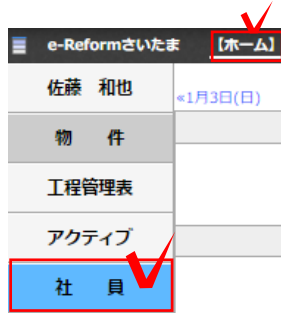 e-Reformさいたま 【ホーム】
佐藤 和也
≪1月3日(日)
物 件
工程管理表
アクティブ
社 員